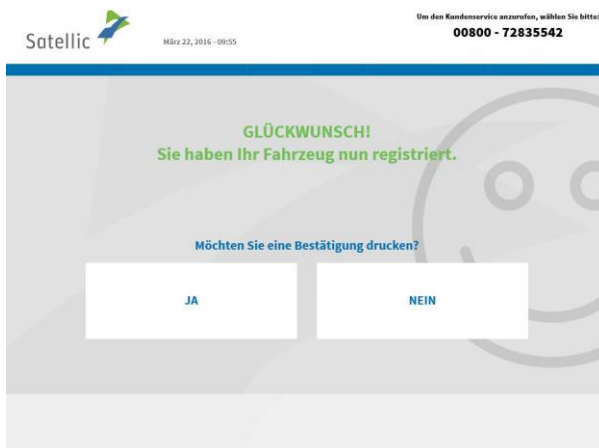 Satellic
März 22, 2016 - 09:55
Um den Kundenservice anzurufen, wählen Sie bitte:
00800 - 72835542
GLÜCKWUNSCH!
Sie haben Ihr Fahrzeug nun registriert.
Möchten Sie eine Bestätigung drucken?
JA
NEIN